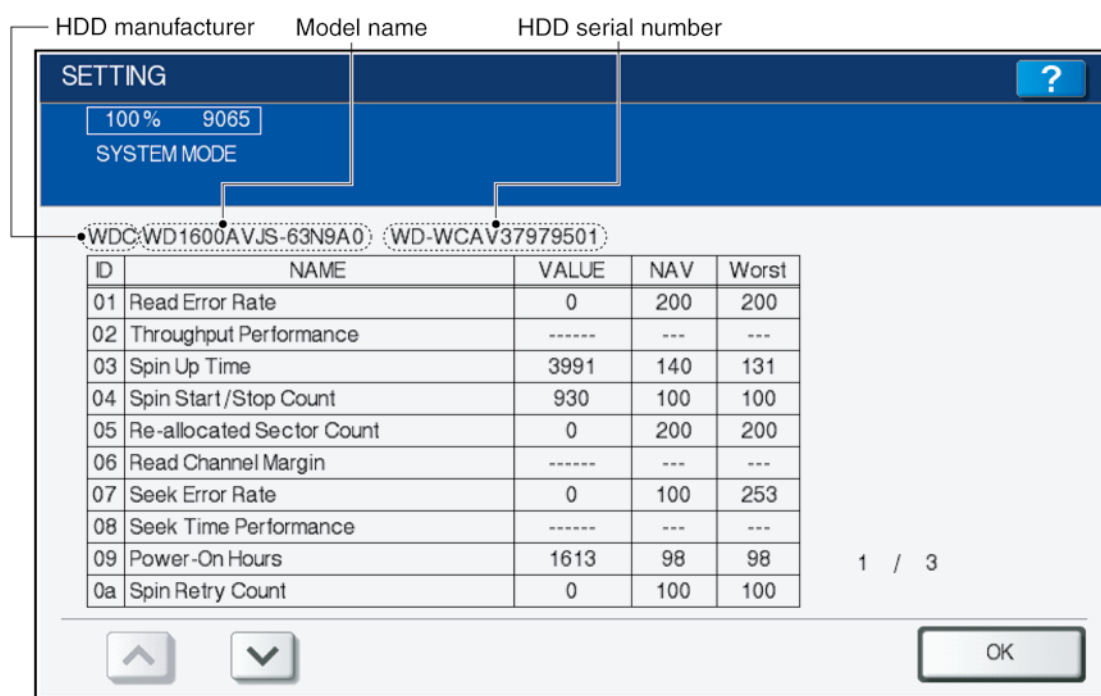 HDD manufacturer Model name HDD serial number
SETTING ?
100% 9065
SYSTEM MODE
WDC WD1600AVJS-63N9A0 WD-WCAV37979501
ID NAME VALUE NAV Worst
01 Read Error Rate 0 200 200
02 Throughput Performance ------ --- ---
03 Spin Up Time 3991 140 131
04 Spin Start/Stop Count 930 100 100
05 Re-allocated Sector Count 0 200 200
06 Read Channel Margin ------ --- ---
07 Seek Error Rate 0 100 253
08 Seek Time Performance ------ --- ---
09 Power-On Hours 1613 98 98
0a Spin Retry Count 0 100 100
1 / 3
OK